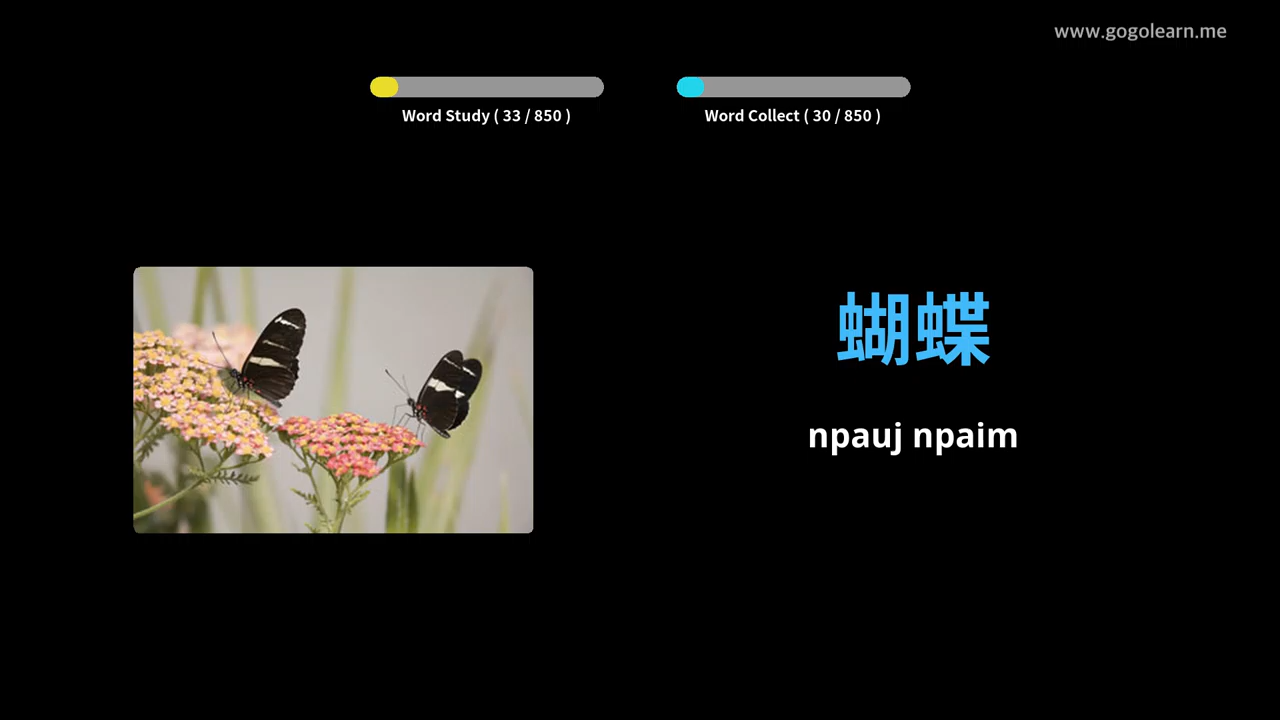 www.gogolearn.me
Word Study ( 33 / 850 )
Word Collect ( 30 / 850 )
蝴蝶
npauj npaim